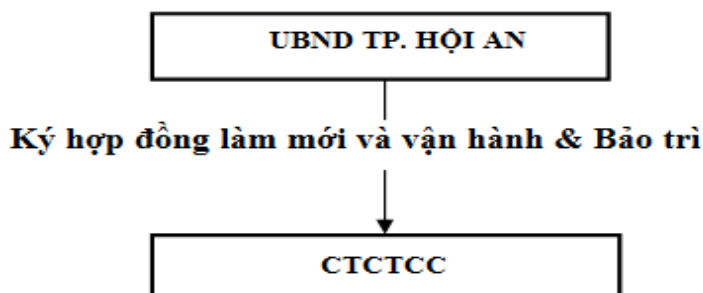 UBND TP. HỘI AN
Ký hợp đồng làm mới và vận hành & Bảo trì
CTCTCC